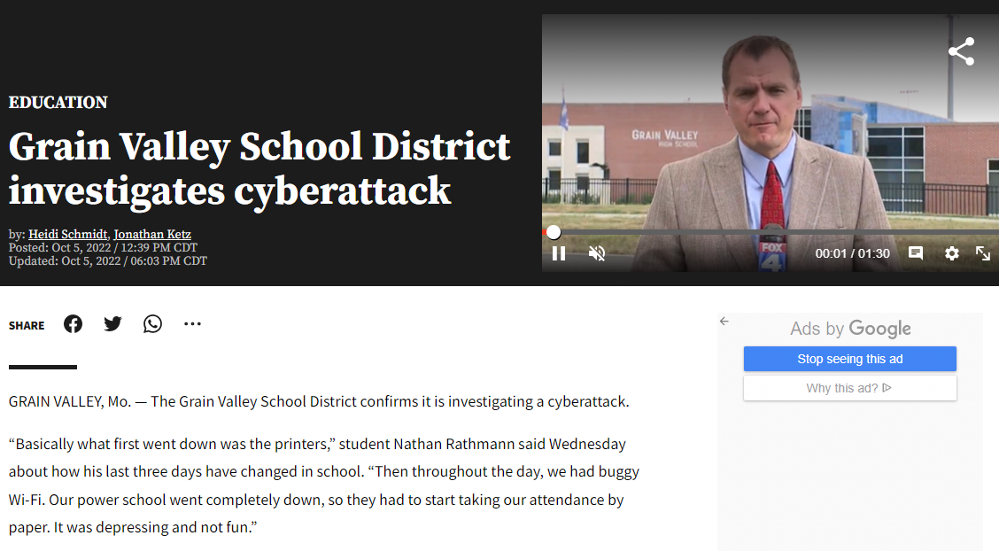 EDUCATION
Grain Valley School District
investigates cyberattack
by: Heidi Schmidt, Jonathan Ketz
Posted: Oct 5, 2022 / 12:39 PM CDT
Updated: Oct 5, 2022 / 06:03 PM CDT
GRAIN VALLEY
HIGH SCHOOL
FOX
4
00:01 / 01:30
SHARE
Ads by Google
Stop seeing this ad
Why this ad?
GRAIN VALLEY, Mo. — The Grain Valley School District confirms it is investigating a cyberattack.
“Basically what first went down was the printers,” student Nathan Rathmann said Wednesday
about how his last three days have changed in school. “Then throughout the day, we had buggy
Wi-Fi. Our power school went completely down, so they had to start taking our attendance by
paper. It was depressing and not fun.”